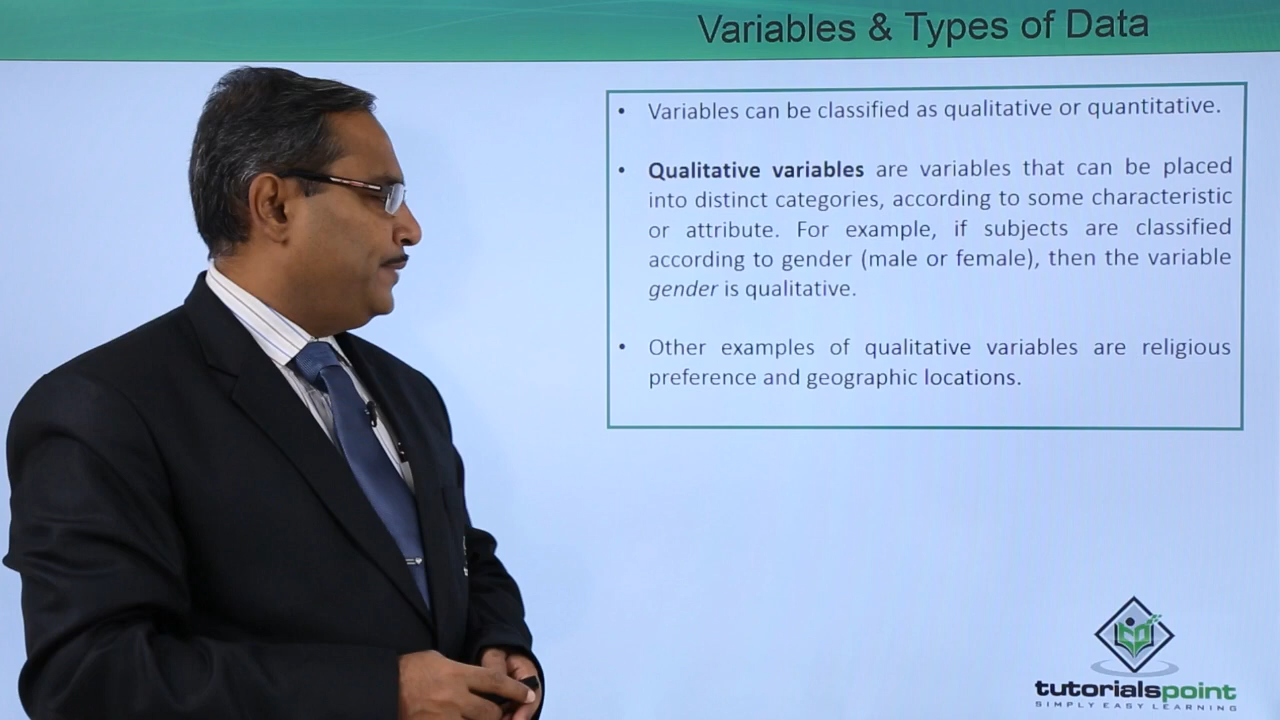 Variables & Types of Data
• Variables can be classified as qualitative or quantitative.
• Qualitative variables are variables that can be placed
into distinct categories, according to some characteristic
or attribute. For example, if subjects are classified
according to gender (male or female), then the variable
gender is qualitative.
• Other examples of qualitative variables are religious
preference and geographic locations.
tutorialspoint
SIMPLY EASY LEARNING